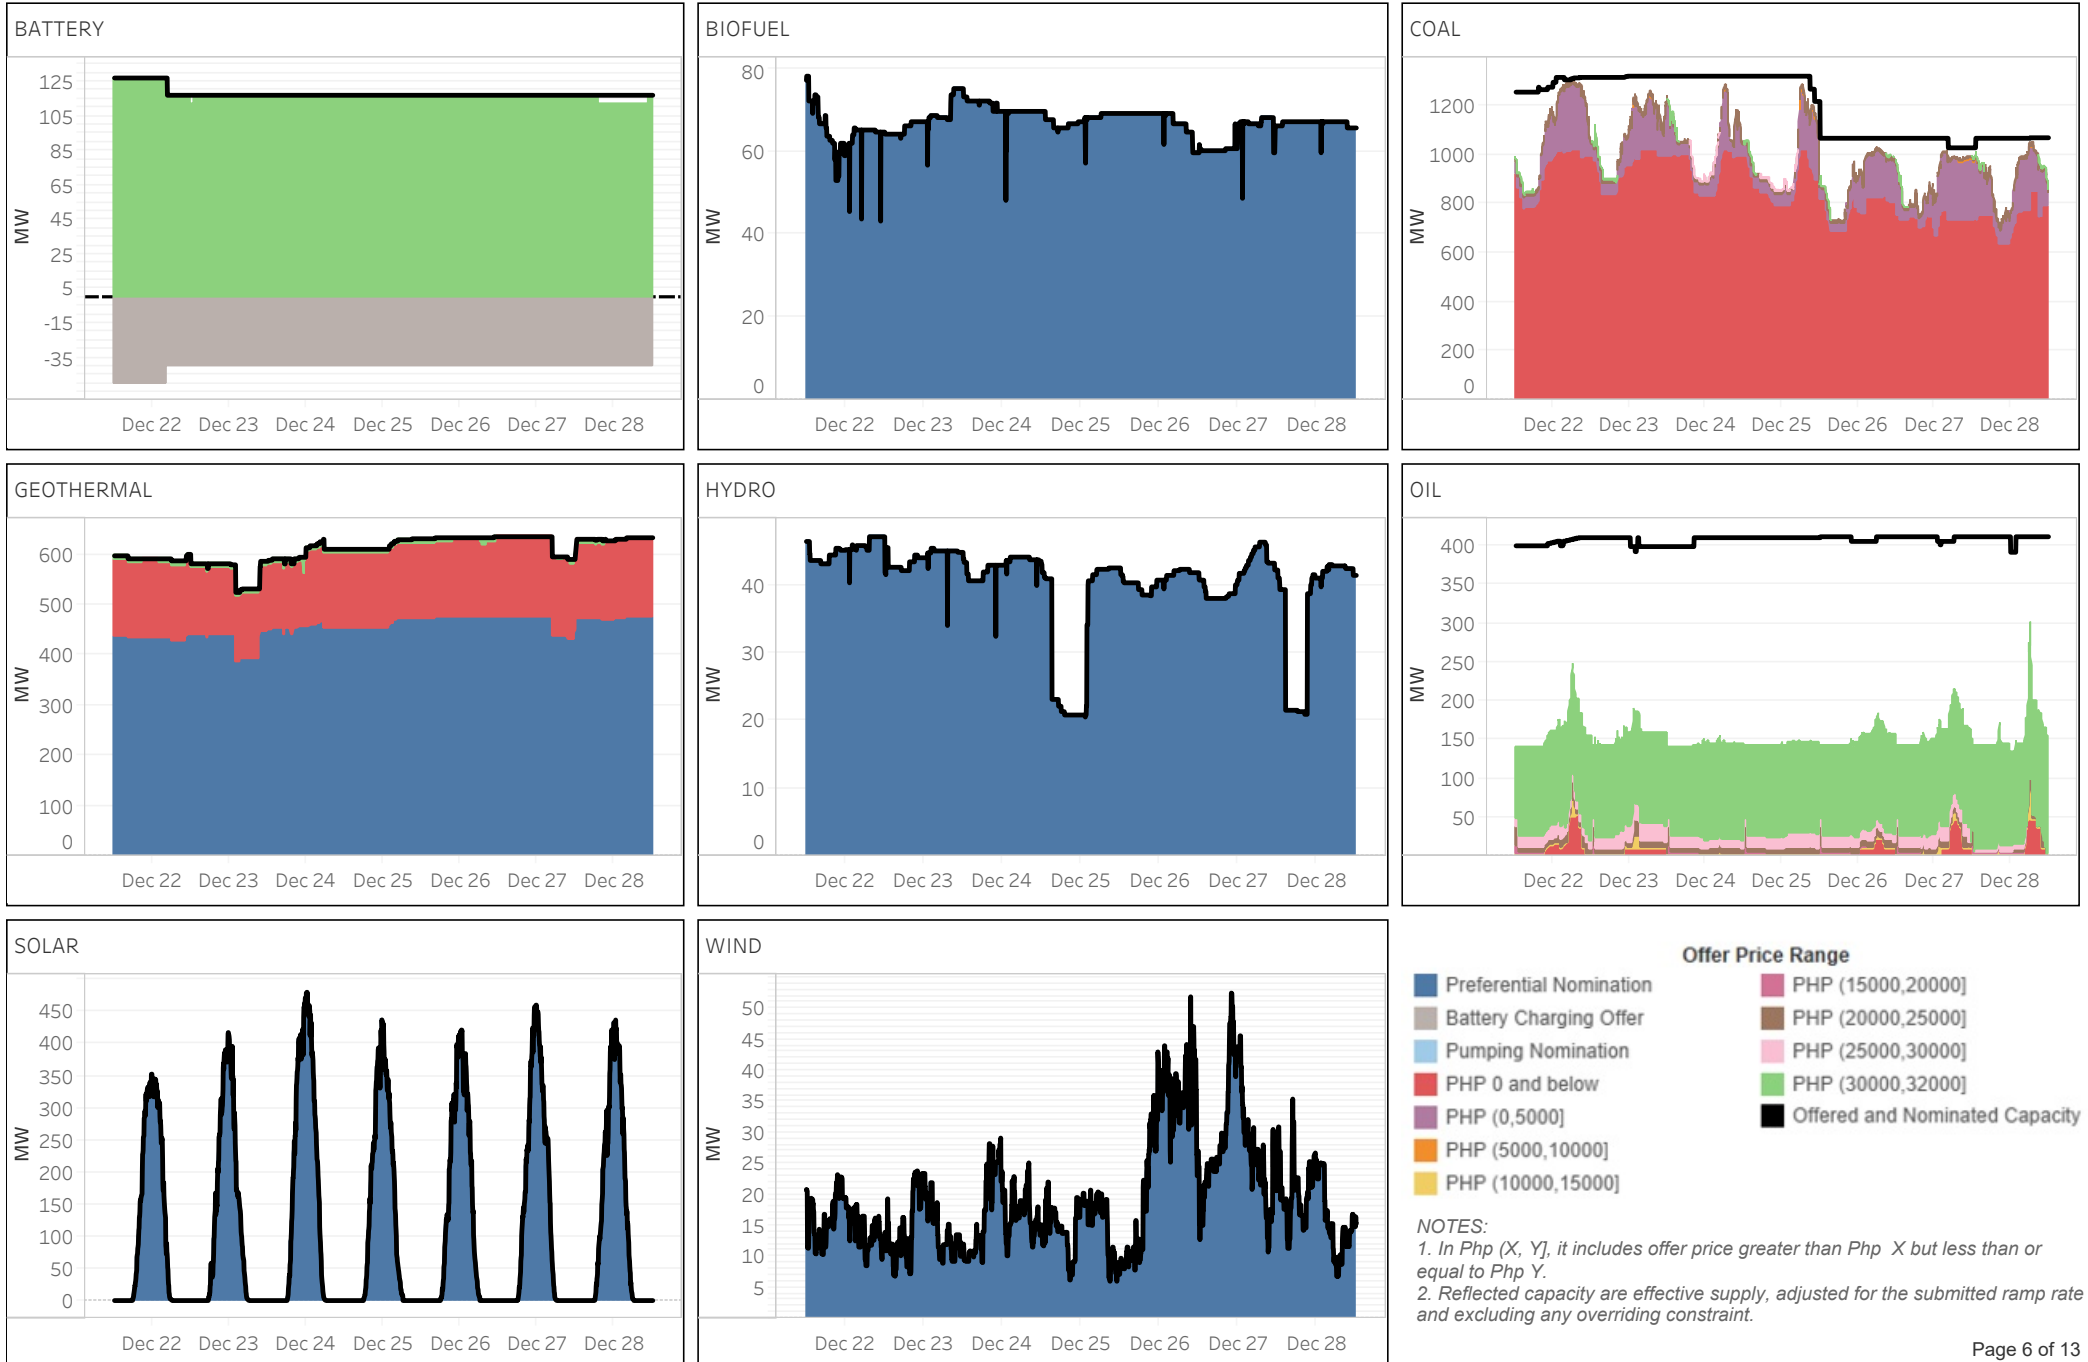 BATTERY
125
105
85
65
45
25
5
-15
-35
MW
Dec 22 Dec 23 Dec 24 Dec 25 Dec 26 Dec 27 Dec 28
BIOFUEL
80
60
40
20
0
MW
Dec 22 Dec 23 Dec 24 Dec 25 Dec 26 Dec 27 Dec 28
COAL
1200
1000
800
600
400
200
0
MW
Dec 22 Dec 23 Dec 24 Dec 25 Dec 26 Dec 27 Dec 28
GEOTHERMAL
600
500
400
300
200
100
0
MW
Dec 22 Dec 23 Dec 24 Dec 25 Dec 26 Dec 27 Dec 28
HYDRO
40
30
20
10
0
MW
Dec 22 Dec 23 Dec 24 Dec 25 Dec 26 Dec 27 Dec 28
OIL
400
350
300
250
200
150
100
50
MW
Dec 22 Dec 23 Dec 24 Dec 25 Dec 26 Dec 27 Dec 28
SOLAR
450
400
350
300
250
200
150
100
50
0
MW
Dec 22 Dec 23 Dec 24 Dec 25 Dec 26 Dec 27 Dec 28
WIND
50
45
40
35
30
25
20
15
10
5
MW
Dec 22 Dec 23 Dec 24 Dec 25 Dec 26 Dec 27 Dec 28
Offer Price Range
Preferential Nomination
Battery Charging Offer
Pumping Nomination
PHP 0 and below
PHP (0,5000]
PHP (5000,10000]
PHP (10000,15000]
PHP (15000,20000]
PHP (20000,25000]
PHP (25000,30000]
PHP (30000,32000]
Offered and Nominated Capacity
NOTES:
1. In Php (X, Y], it includes offer price greater than Php X but less than or
equal to Php Y.
2. Reflected capacity are effective supply, adjusted for the submitted ramp rate
and excluding any overriding constraint.
Page 6 of 13